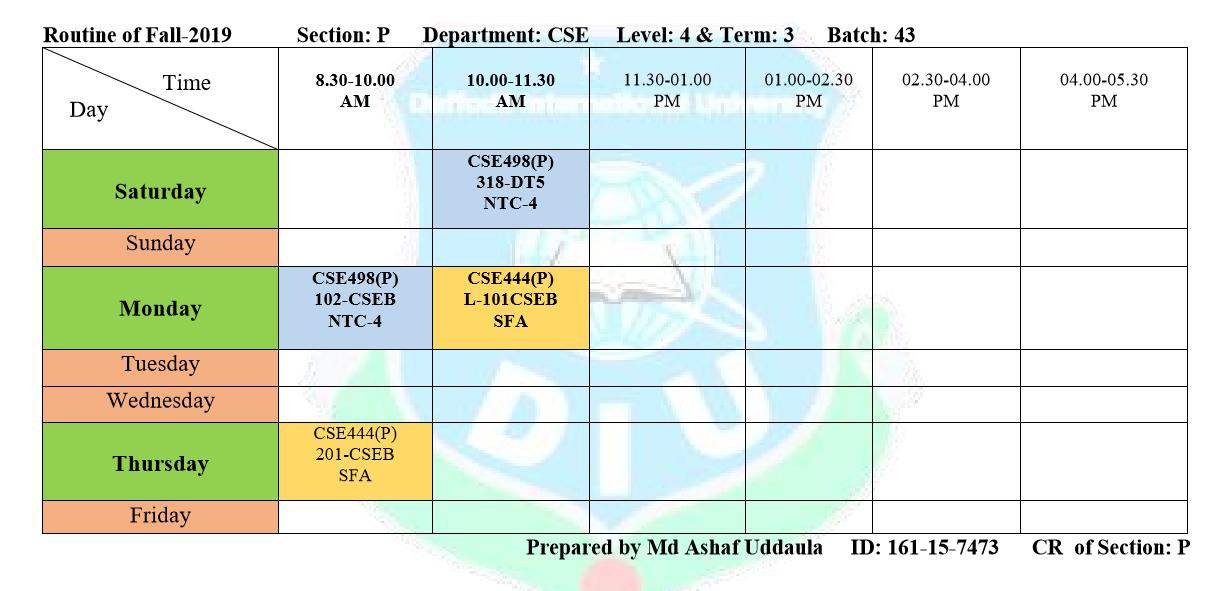 Routine of Fall-2019 Section: P Department: CSE Level: 4 & Term: 3 Batch: 43
Time
Day
8.30-10.00
AM
10.00-11.30
AM
11.30-01.00
PM
01.00-02.30
PM
02.30-04.00
PM
04.00-05.30
PM
Daffodil International University
Saturday
CSE498(P)
318-DT5
NTC-4
Sunday
Monday
CSE498(P)
102-CSEB
NTC-4
CSE444(P)
L-101CSEB
SFA
Tuesday
Wednesday
DIU
Thursday
CSE444(P)
201-CSEB
SFA
Friday
Prepared by Md Ashaf Uddaula ID: 161-15-7473 CR of Section: P